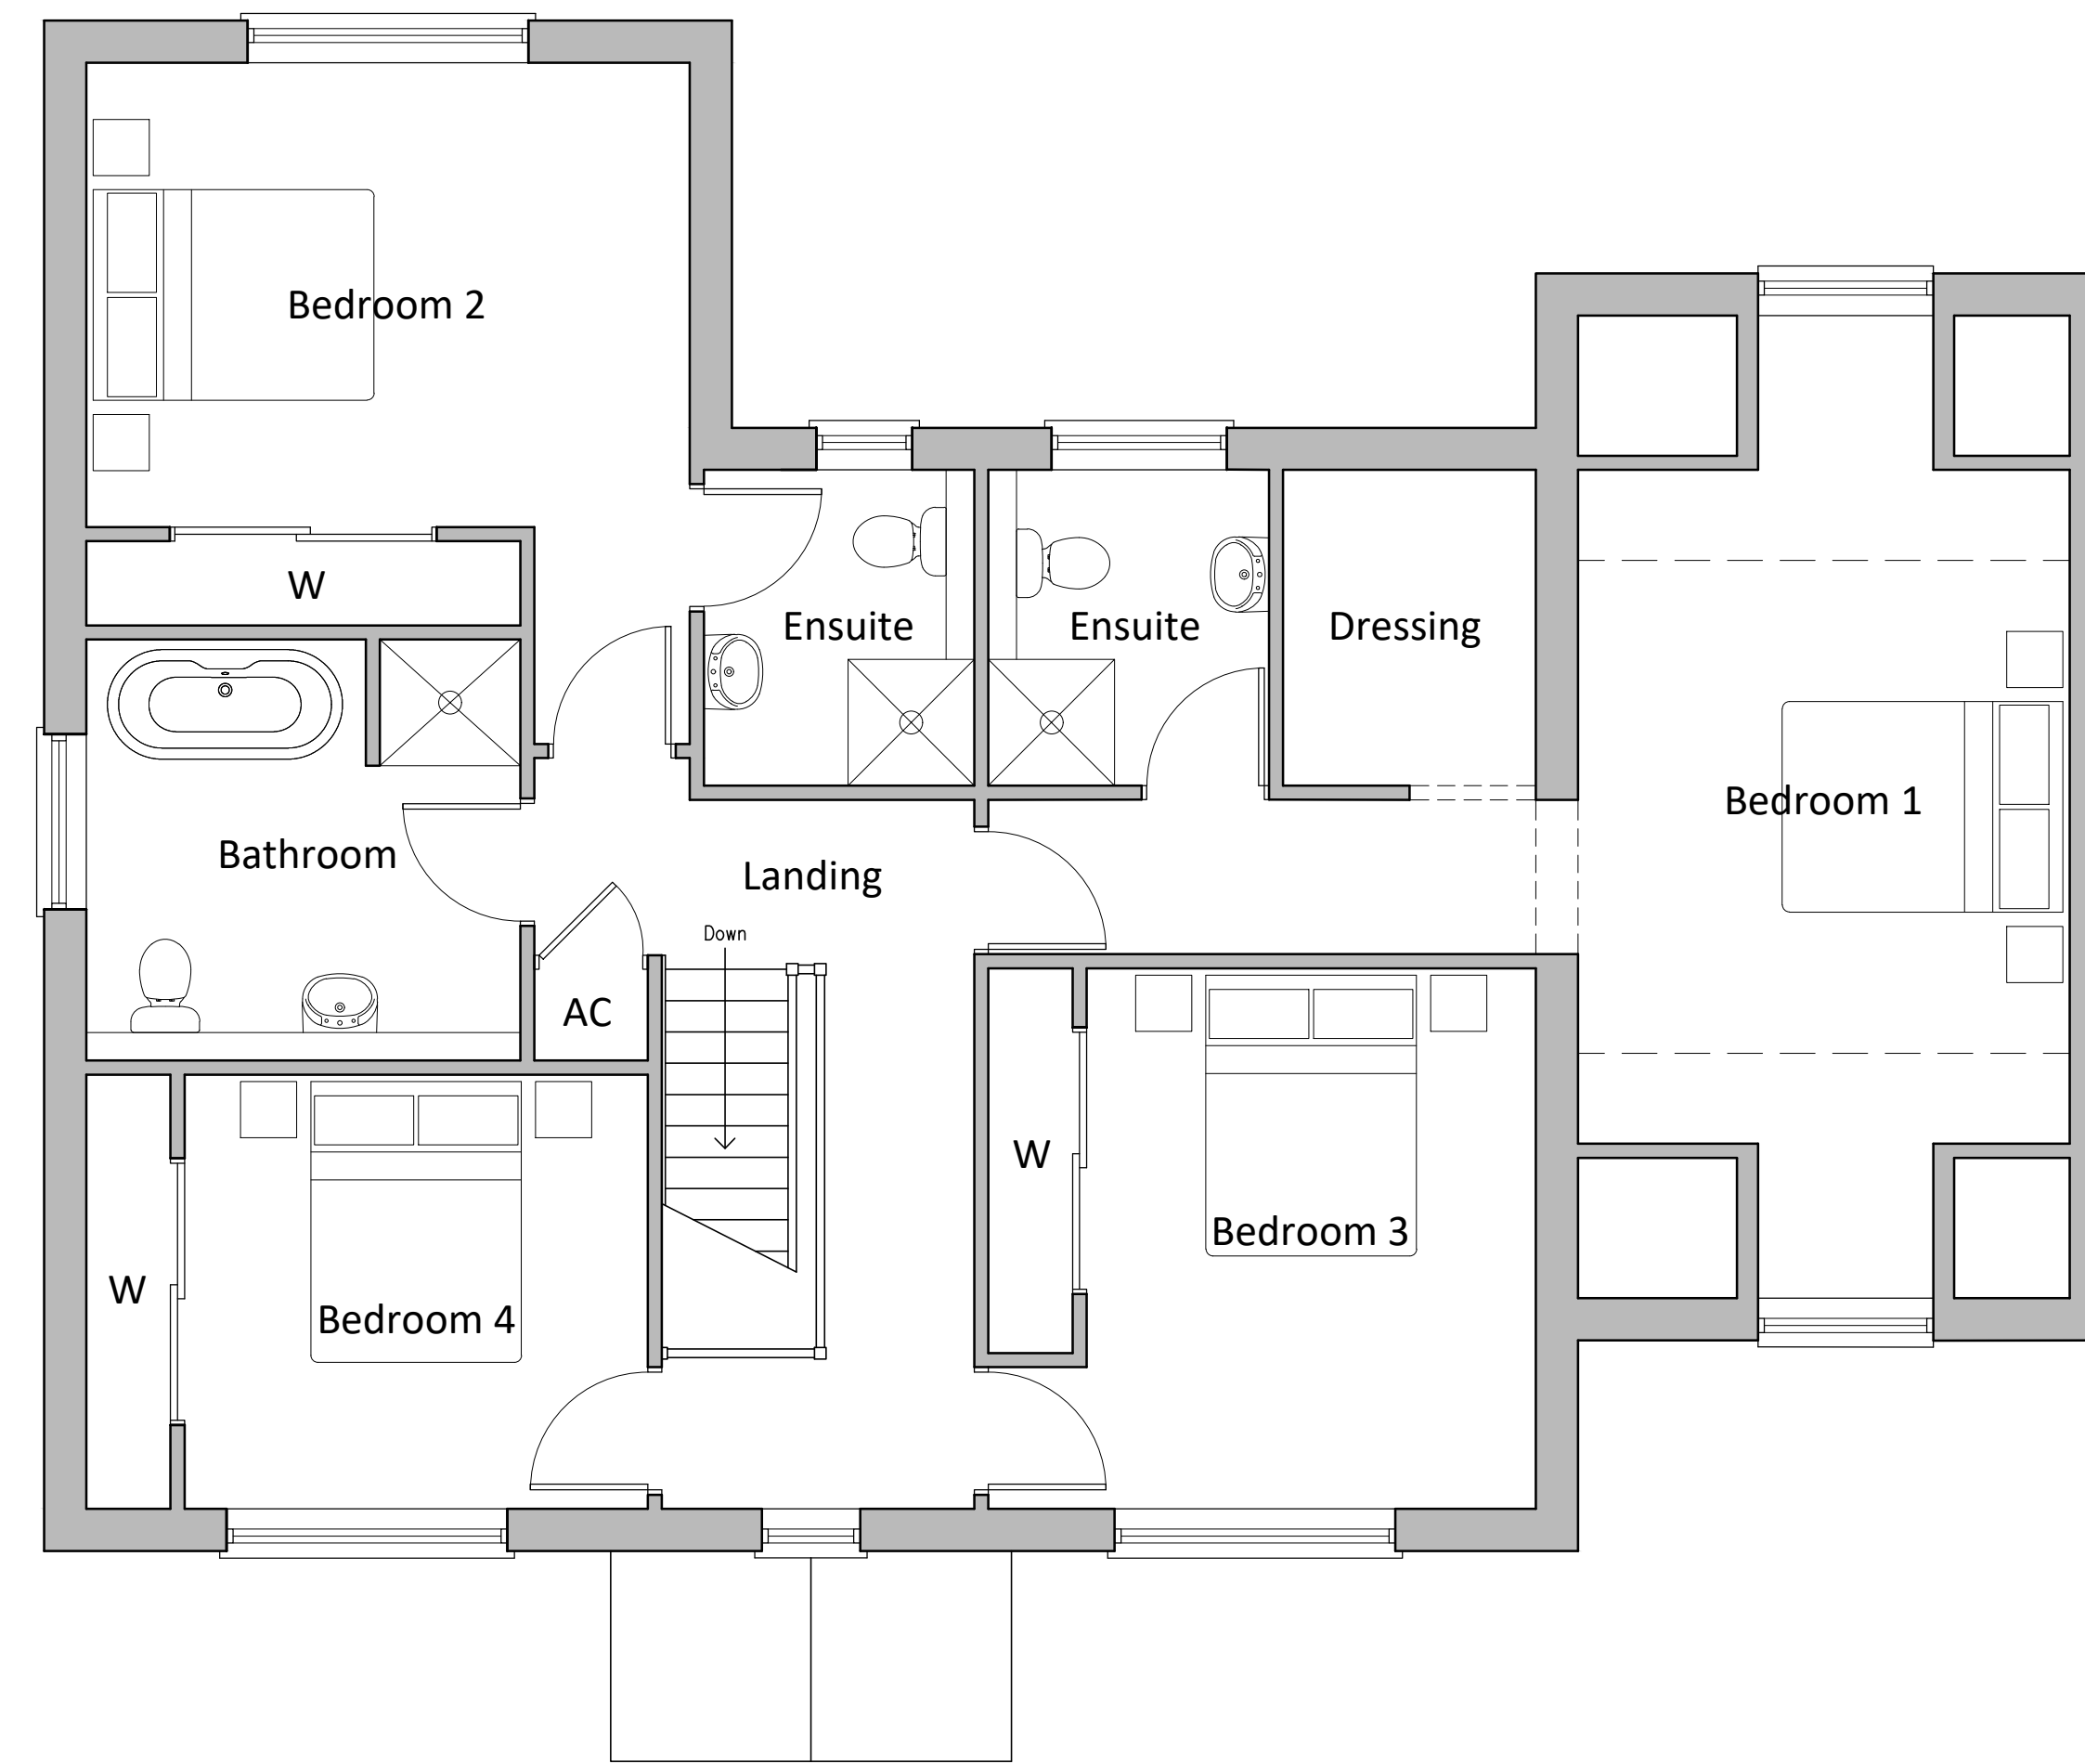 Bedroom 2
W
Ensuite
Ensuite
Dressing
Bedroom 1
Bathroom
Landing
Down
AC
W
Bedroom 3
W
Bedroom 4